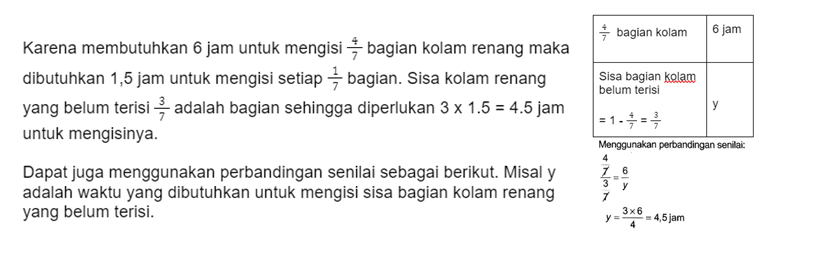 Karena membutuhkan 6 jam untuk mengisi 4/7 bagian kolam renang maka
dibutuhkan 1,5 jam untuk mengisi setiap 1/7 bagian. Sisa kolam renang
yang belum terisi 3/7 adalah bagian sehingga diperlukan 3 x 1.5 = 4.5 jam
untuk mengisinya.
Dapat juga menggunakan perbandingan senilai sebagai berikut. Misal y
adalah waktu yang dibutuhkan untuk mengisi sisa bagian kolam renang
yang belum terisi.
4/7 bagian kolam 6 jam
Sisa bagian kolam
belum terisi
y
= 1 - 4/7 = 3/7
Menggunakan perbandingan senilai:
(4/7)/(3/7) = 6/y
y = (3×6)/4 = 4,5 jam